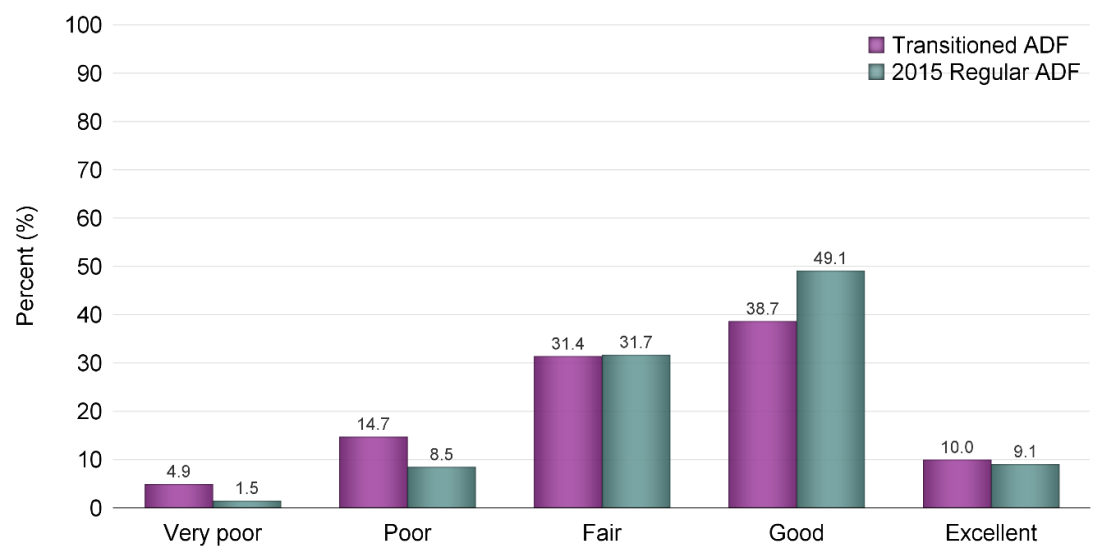 Transitioned ADF
2015 Regular ADF
Percent (%)
100
90
80
70
60
50
40
30
20
10
0
4.9
1.5
14.7
8.5
31.4
31.7
38.7
49.1
10.0
9.1
Very poor
Poor
Fair
Good
Excellent